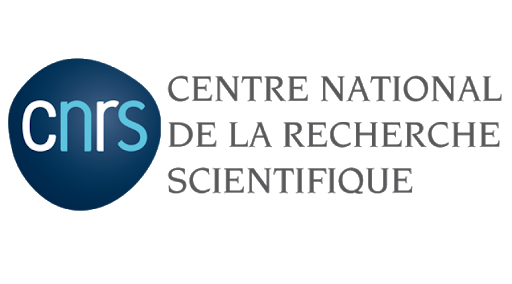 cnrs
CENTRE NATIONAL
DE LA RECHERCHE
SCIENTIFIQUE